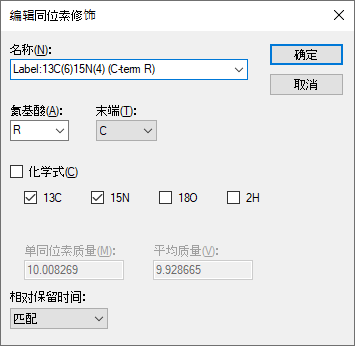 编辑同位素修饰
名称(N):
Label:13C(6)15N(4) (C-term R)
确定
取消
氨基酸(A):
末端(T):
R
C
化学式(C)
13C
15N
18O
2H
单同位素质量(M):
平均质量(V):
10.008269
9.928665
相对保留时间:
匹配